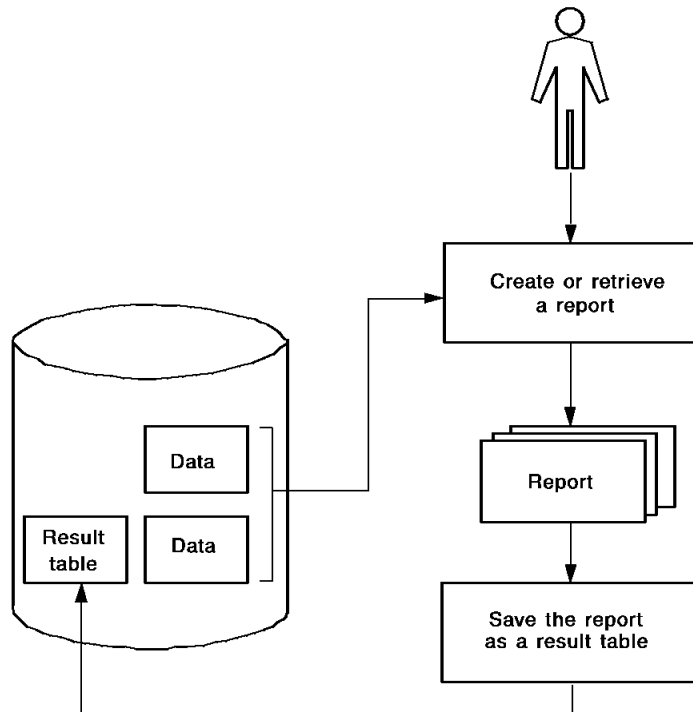 Create or retrieve
a report
Data
Report
Result
table
Data
Save the report
as a result table